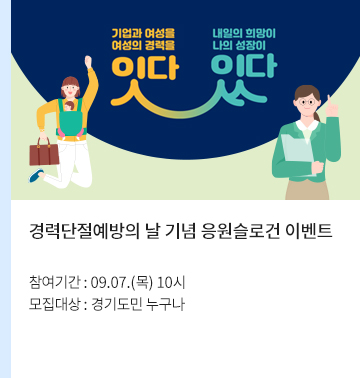 기업과 여성을
여성의 경력을
잇다
내일의 희망이
나의 성장이
있다
경력단절예방의 날 기념 응원슬로건 이벤트
참여기간 : 09.07.(목) 10시
모집대상 : 경기도민 누구나